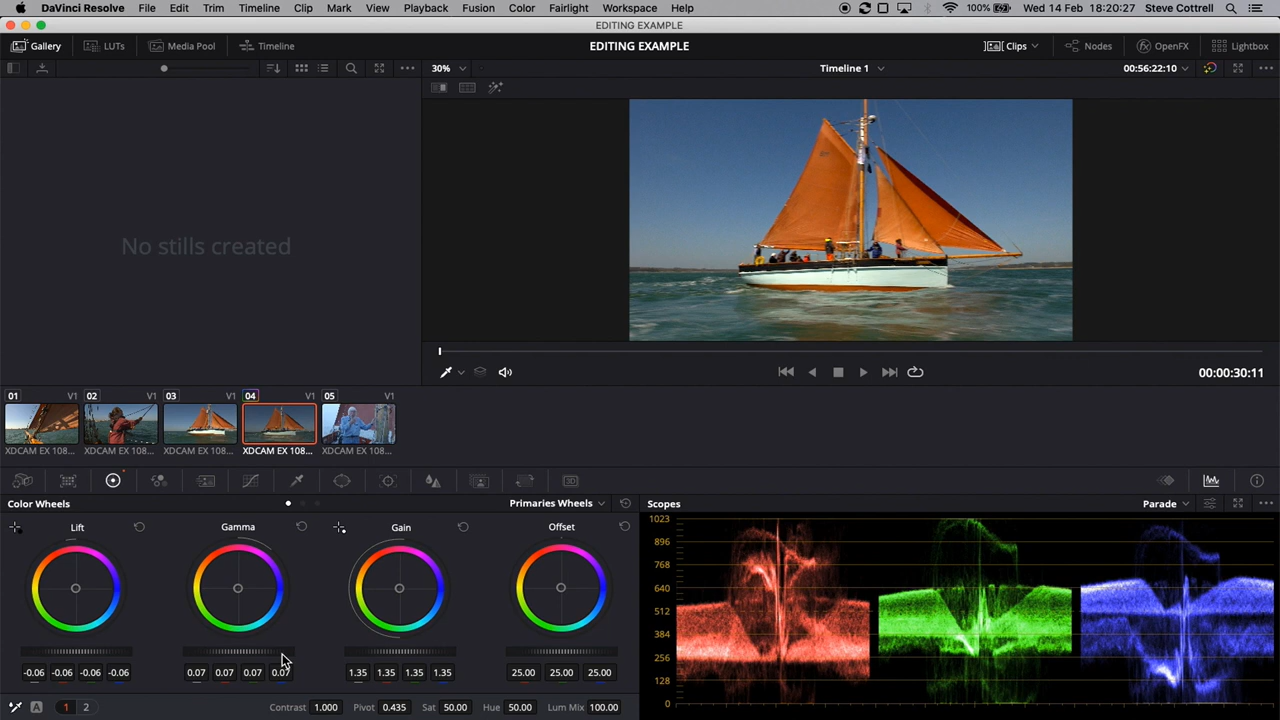 DaVinci Resolve File Edit Trim Timeline Clip Mark View Playback Fusion Color Fairlight Workspace Help 100% Wed 14 Feb 18:20:27 Steve Cottrell
EDITING EXAMPLE
Gallery LUTs Media Pool Timeline EDITING EXAMPLE Clips Nodes OpenFX Lightbox
30% Timeline 1 00:56:22:10
No stills created
00:00:30:11
01 V1 02 V1 03 V1 04 V1 05 V1
XDCAM EX 108... XDCAM EX 108... XDCAM EX 108... XDCAM EX 108... XDCAM EX 108...
Color Wheels Primaries Wheels Scopes Parade
Lift Gamma Gain Offset
1023
896
768
640
512
384
256
128
0
-0.06 -0.06 -0.06 -0.06 0.07 0.07 0.07 0.07 1.35 1.35 1.35 1.35 25.00 25.00 25.00
A 1 2 Contrast 1.000 Pivot 0.435 Sat 50.00 Hue 50.00 Lum Mix 100.00